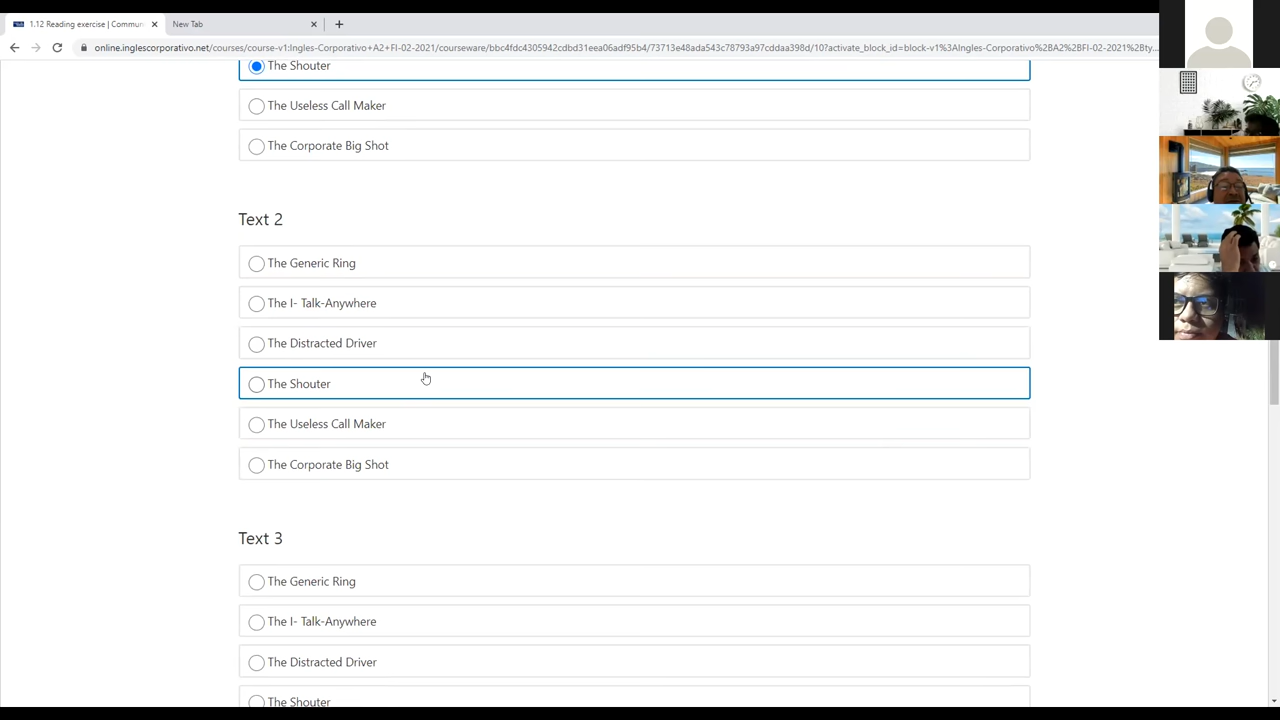 1.12 Reading exercise | Commun
New Tab
online.inglescorporativo.net/courses/course-v1:Ingles-Corporativo+A2+FI-02-2021/courseware/bbc4fdc4305942cdbd31eea06adf95b4/73713e48ada543c78793a97cddaa398d/10?activate_block_id=block-v1%3AIngles-Corporativo%2BA2%2BFI-02-2021%2Bty...
The Shouter
The Useless Call Maker
The Corporate Big Shot
Text 2
The Generic Ring
The I- Talk-Anywhere
The Distracted Driver
The Shouter
The Useless Call Maker
The Corporate Big Shot
Text 3
The Generic Ring
The I- Talk-Anywhere
The Distracted Driver
The Shouter